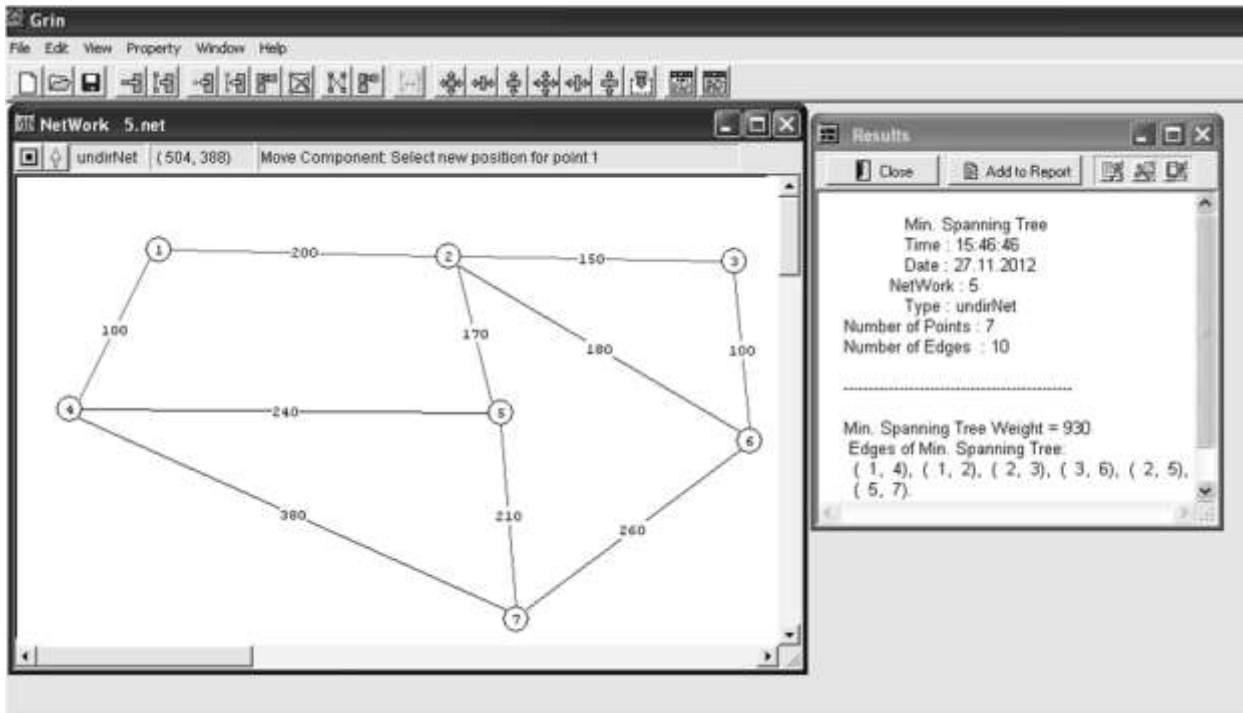 Grin
File Edit View Property Window Help
NetWork 5.net
undirNet ( 504, 388) Move Component: Select new position for point 1
1
200
2
150
3
100
170
180
100
4
240
5
6
380
210
260
7
Results
Close Add to Report
Min. Spanning Tree
Time : 15:46:46
Date : 27.11.2012
NetWork : 5
Type : undirNet
Number of Points : 7
Number of Edges : 10
----------------------------------------------
Min. Spanning Tree Weight = 930
Edges of Min. Spanning Tree:
( 1, 4), ( 1, 2), ( 2, 3), ( 3, 6), ( 2, 5),
( 5, 7).